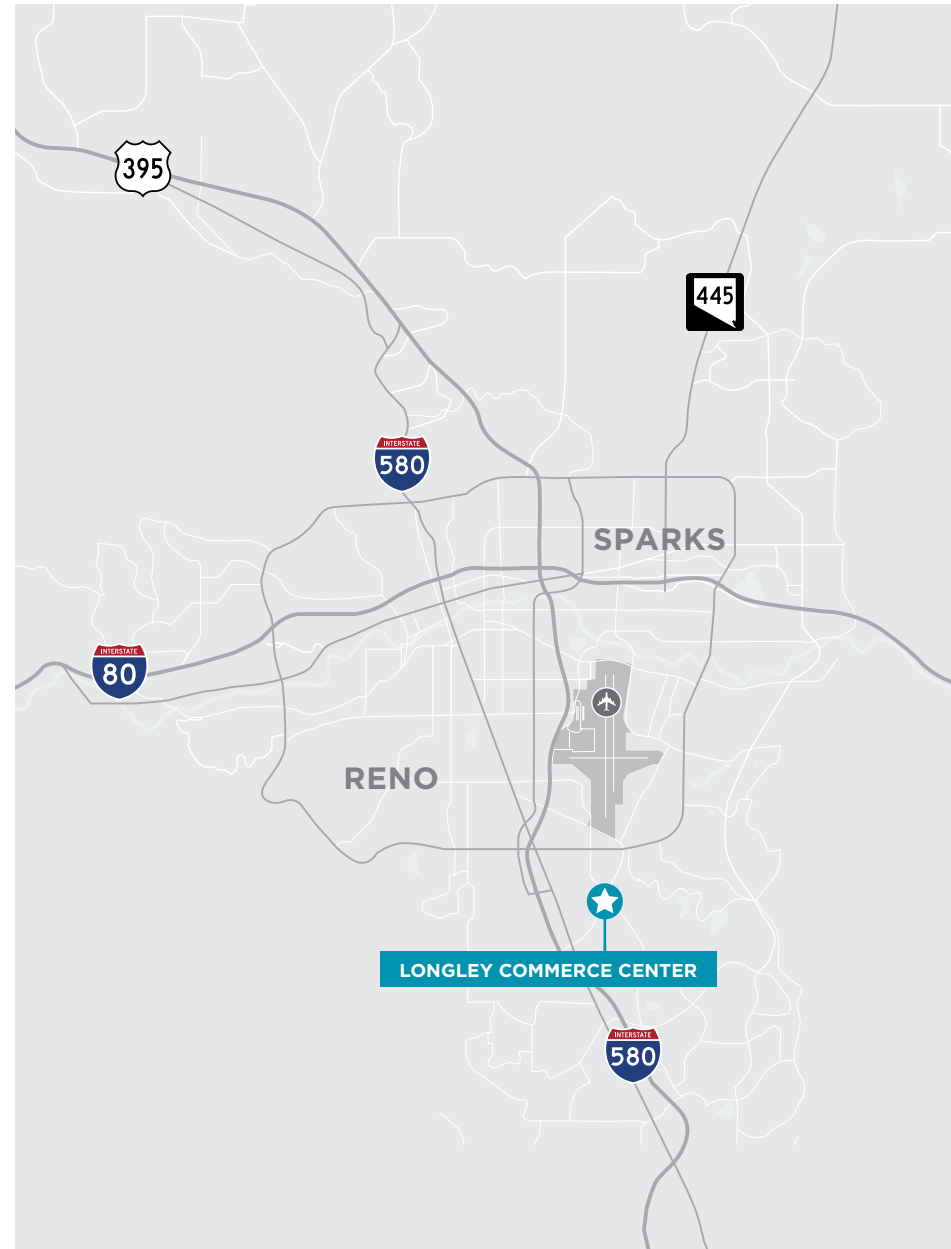 395
445
INTERSTATE
580
SPARKS
INTERSTATE
80
RENO
LONGLEY COMMERCE CENTER
INTERSTATE
580